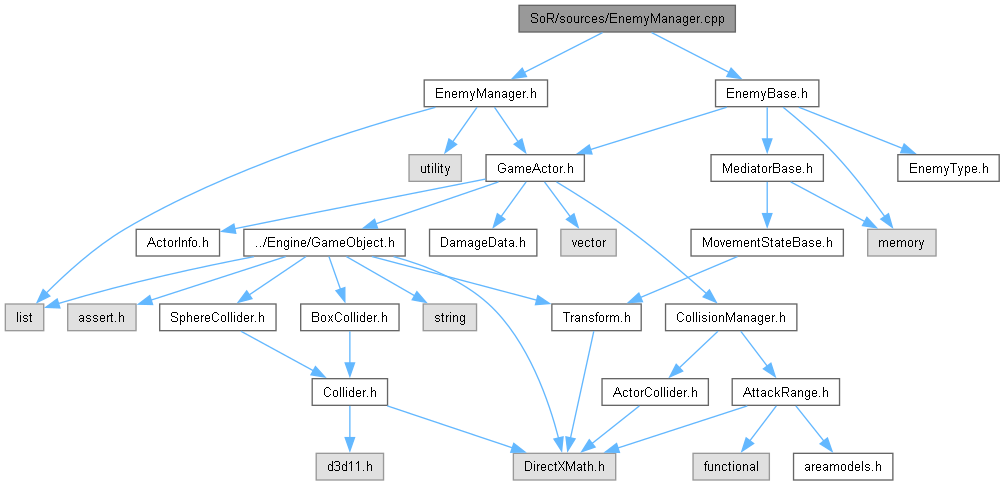 SoR/sources/EnemyManager.cpp
EnemyManager.h
EnemyBase.h
utility
GameActor.h
MediatorBase.h
EnemyType.h
ActorInfo.h
../Engine/GameObject.h
DamageData.h
vector
MovementStateBase.h
memory
list
assert.h
SphereCollider.h
BoxCollider.h
string
Transform.h
CollisionManager.h
Collider.h
ActorCollider.h
AttackRange.h
d3d11.h
DirectXMath.h
functional
areamodels.h